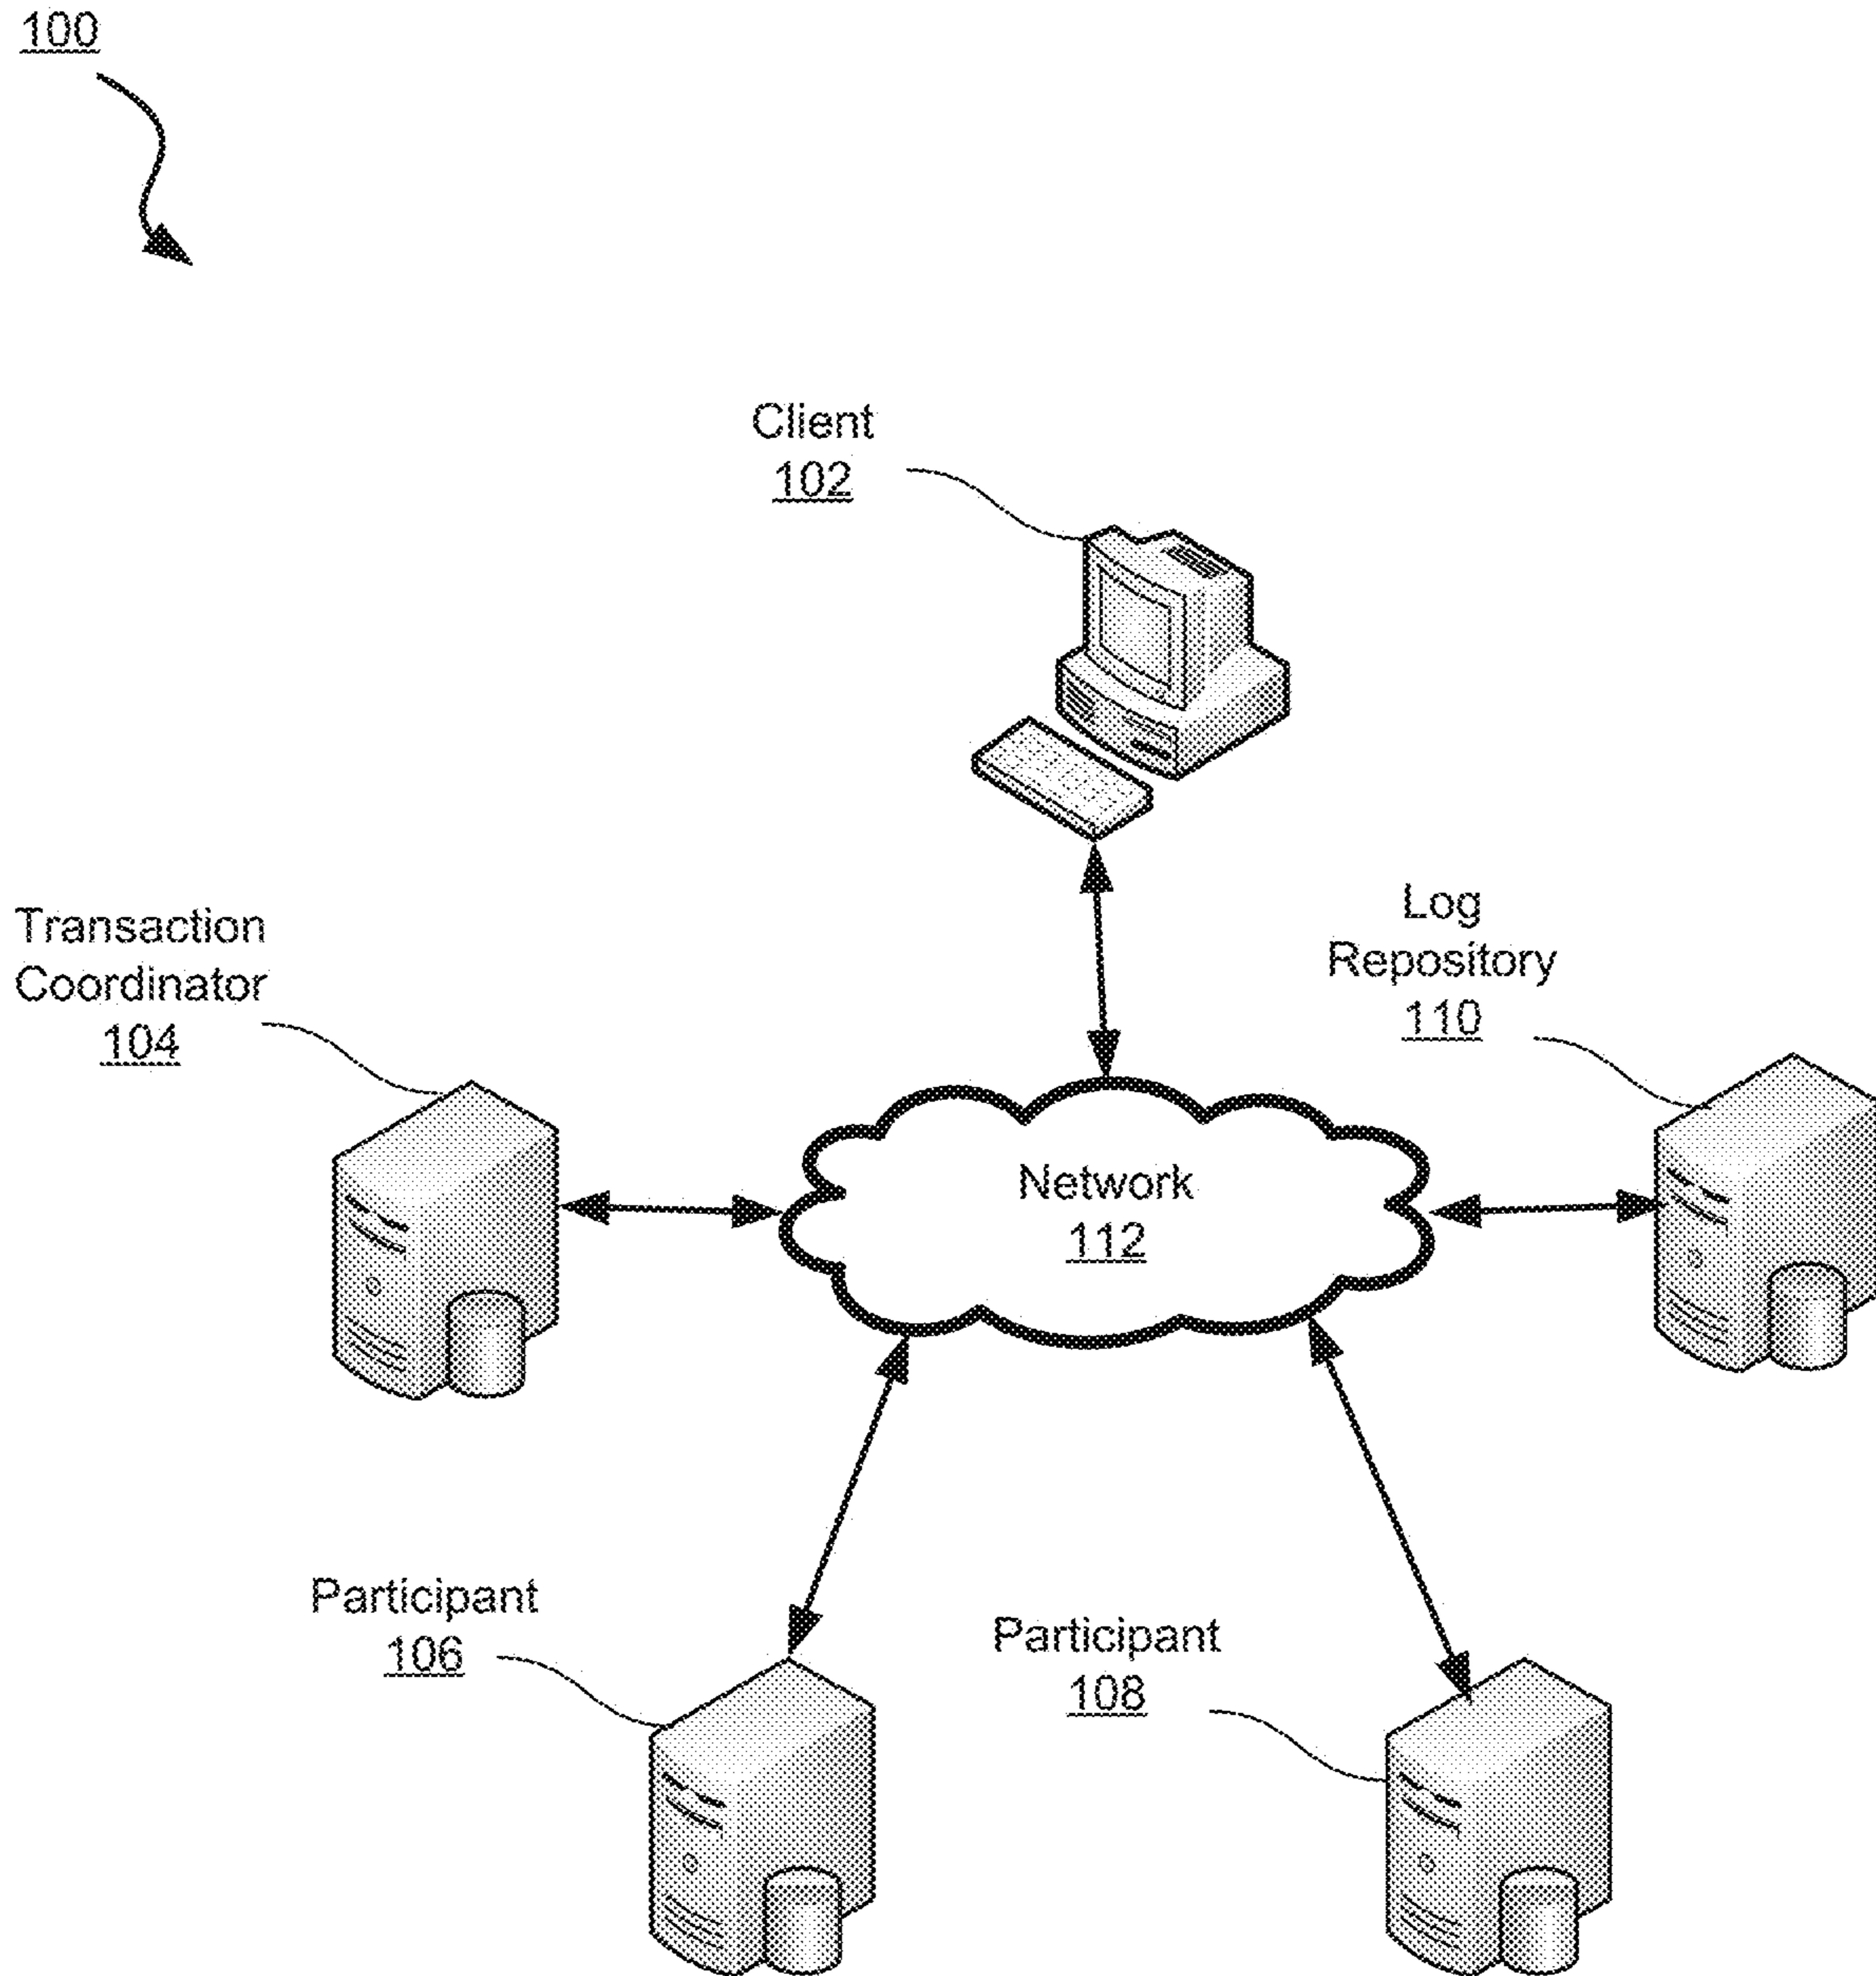 100
Client
102
Transaction
Coordinator
104
Log
Repository
110
Network
112
Participant
106
Participant
108